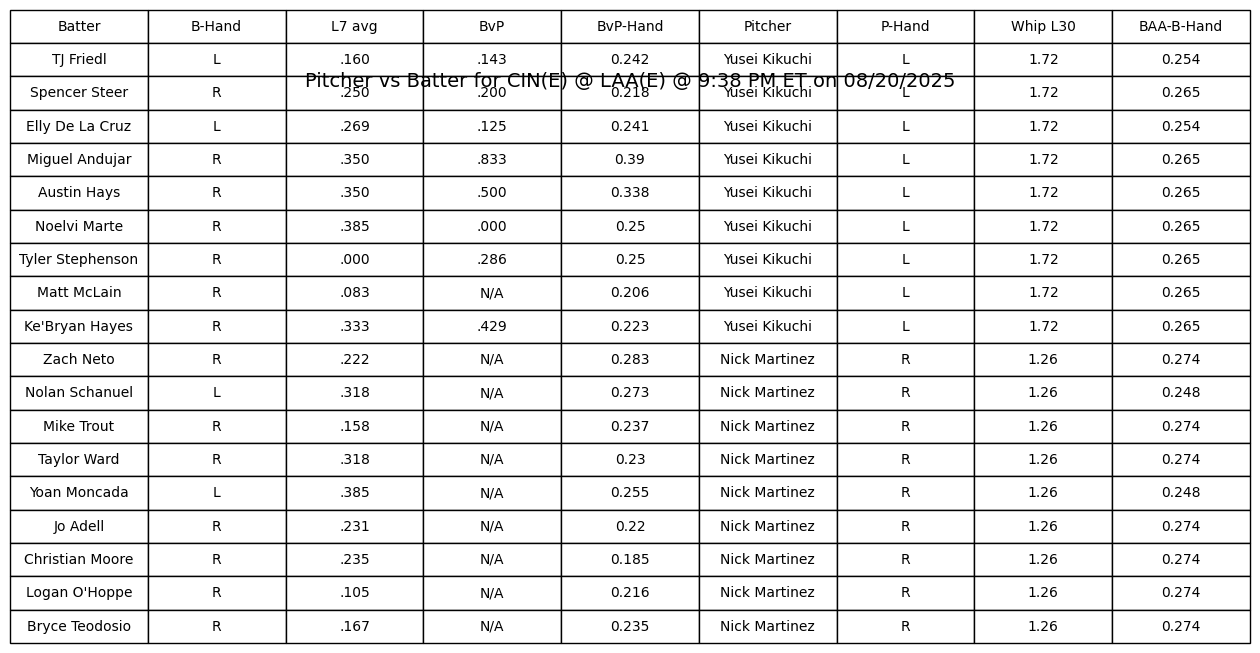 Batter B-Hand L7 avg BvP BvP-Hand Pitcher P-Hand Whip L30 BAA-B-Hand
TJ Friedl L .160 .143 0.242 Yusei Kikuchi L 1.72 0.254
Pitcher vs Batter for CIN(E) @ LAA(E) @ 9:38 PM ET on 08/20/2025
Spencer Steer R .250 .200 0.218 Yusei Kikuchi L 1.72 0.265
Elly De La Cruz L .269 .125 0.241 Yusei Kikuchi L 1.72 0.254
Miguel Andujar R .350 .833 0.39 Yusei Kikuchi L 1.72 0.265
Austin Hays R .350 .500 0.338 Yusei Kikuchi L 1.72 0.265
Noelvi Marte R .385 .000 0.25 Yusei Kikuchi L 1.72 0.265
Tyler Stephenson R .000 .286 0.25 Yusei Kikuchi L 1.72 0.265
Matt McLain R .083 N/A 0.206 Yusei Kikuchi L 1.72 0.265
Ke'Bryan Hayes R .333 .429 0.223 Yusei Kikuchi L 1.72 0.265
Zach Neto R .222 N/A 0.283 Nick Martinez R 1.26 0.274
Nolan Schanuel L .318 N/A 0.273 Nick Martinez R 1.26 0.248
Mike Trout R .158 N/A 0.237 Nick Martinez R 1.26 0.274
Taylor Ward R .318 N/A 0.23 Nick Martinez R 1.26 0.274
Yoan Moncada L .385 N/A 0.255 Nick Martinez R 1.26 0.248
Jo Adell R .231 N/A 0.22 Nick Martinez R 1.26 0.274
Christian Moore R .235 N/A 0.185 Nick Martinez R 1.26 0.274
Logan O'Hoppe R .105 N/A 0.216 Nick Martinez R 1.26 0.274
Bryce Teodosio R .167 N/A 0.235 Nick Martinez R 1.26 0.274